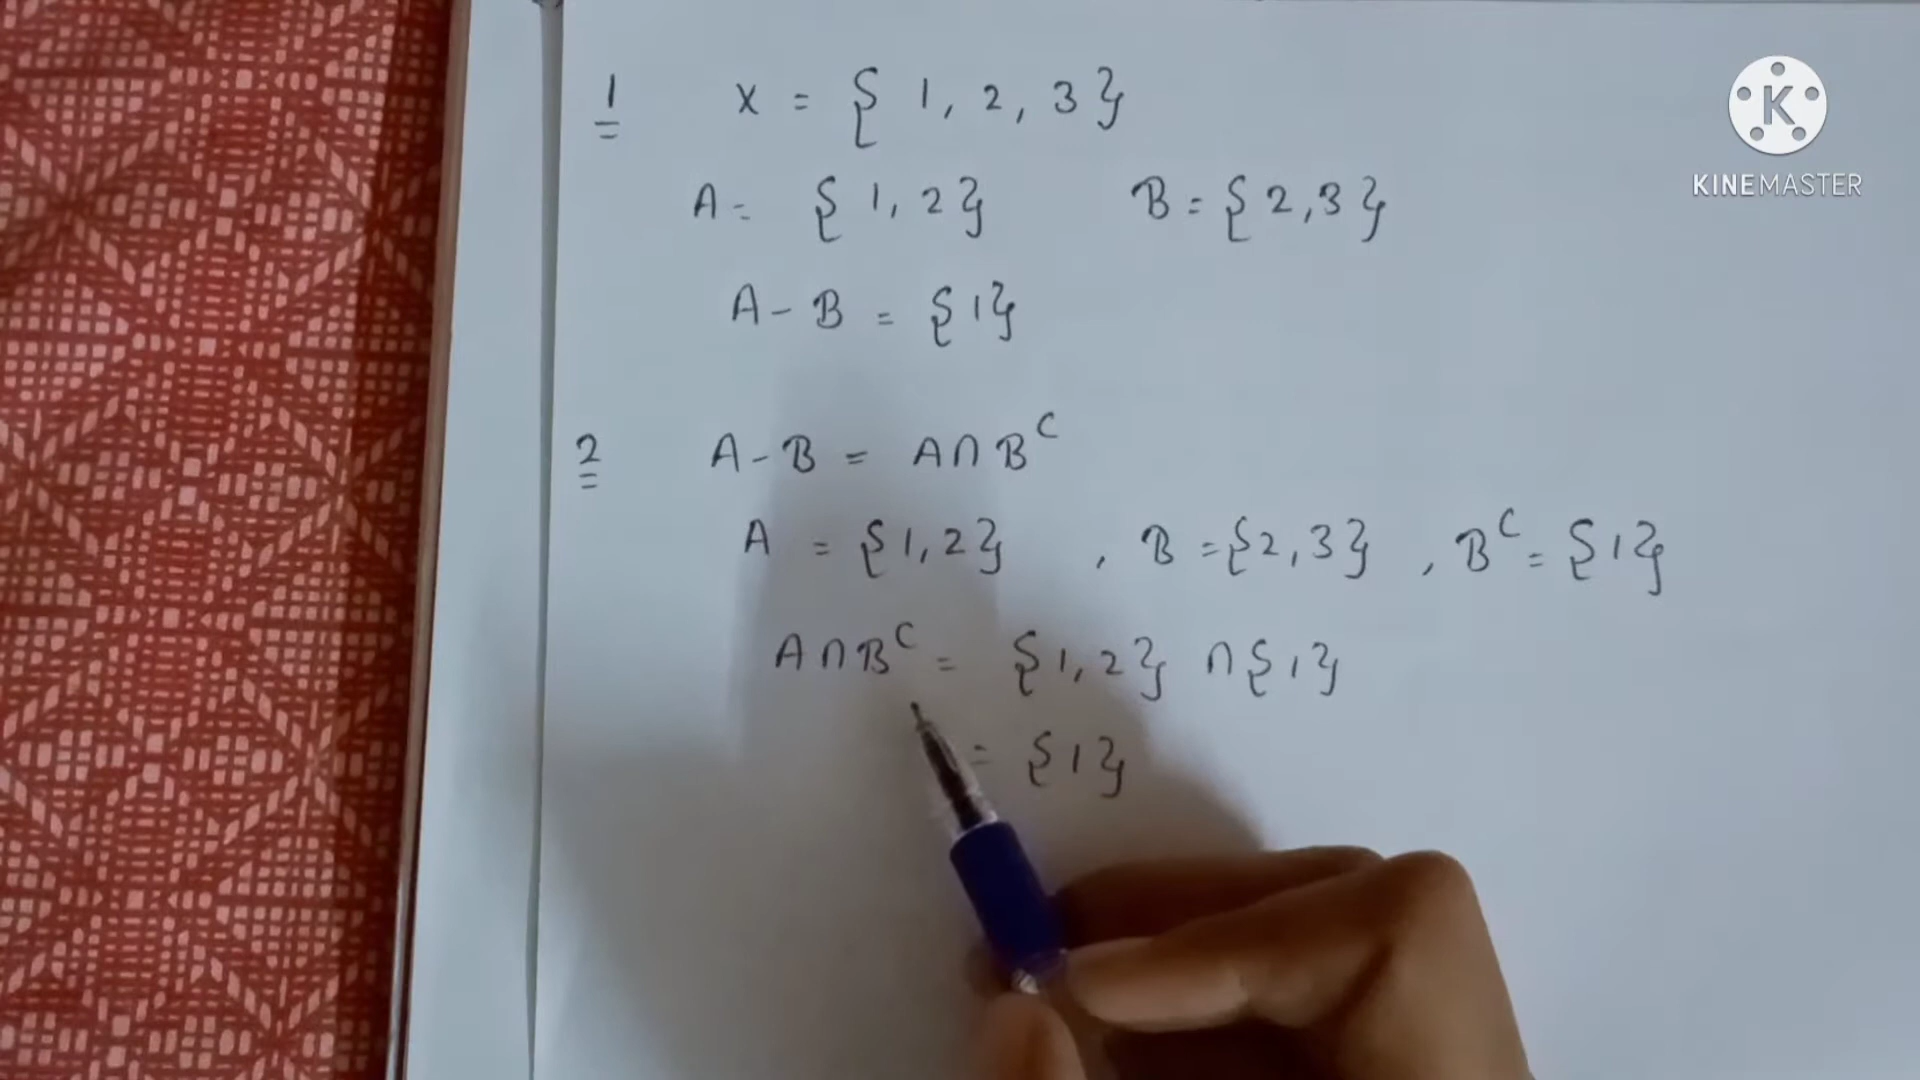 1 X = { 1, 2, 3}
K
KINEMASTER
A = { 1, 2} B = {2,3}
A - B = {1}
2 A - B = A ∩ B^C
A = {1,2} , B = {2,3} , B^C = {1}
A ∩ B^C = {1,2} ∩ {1}
= {1}